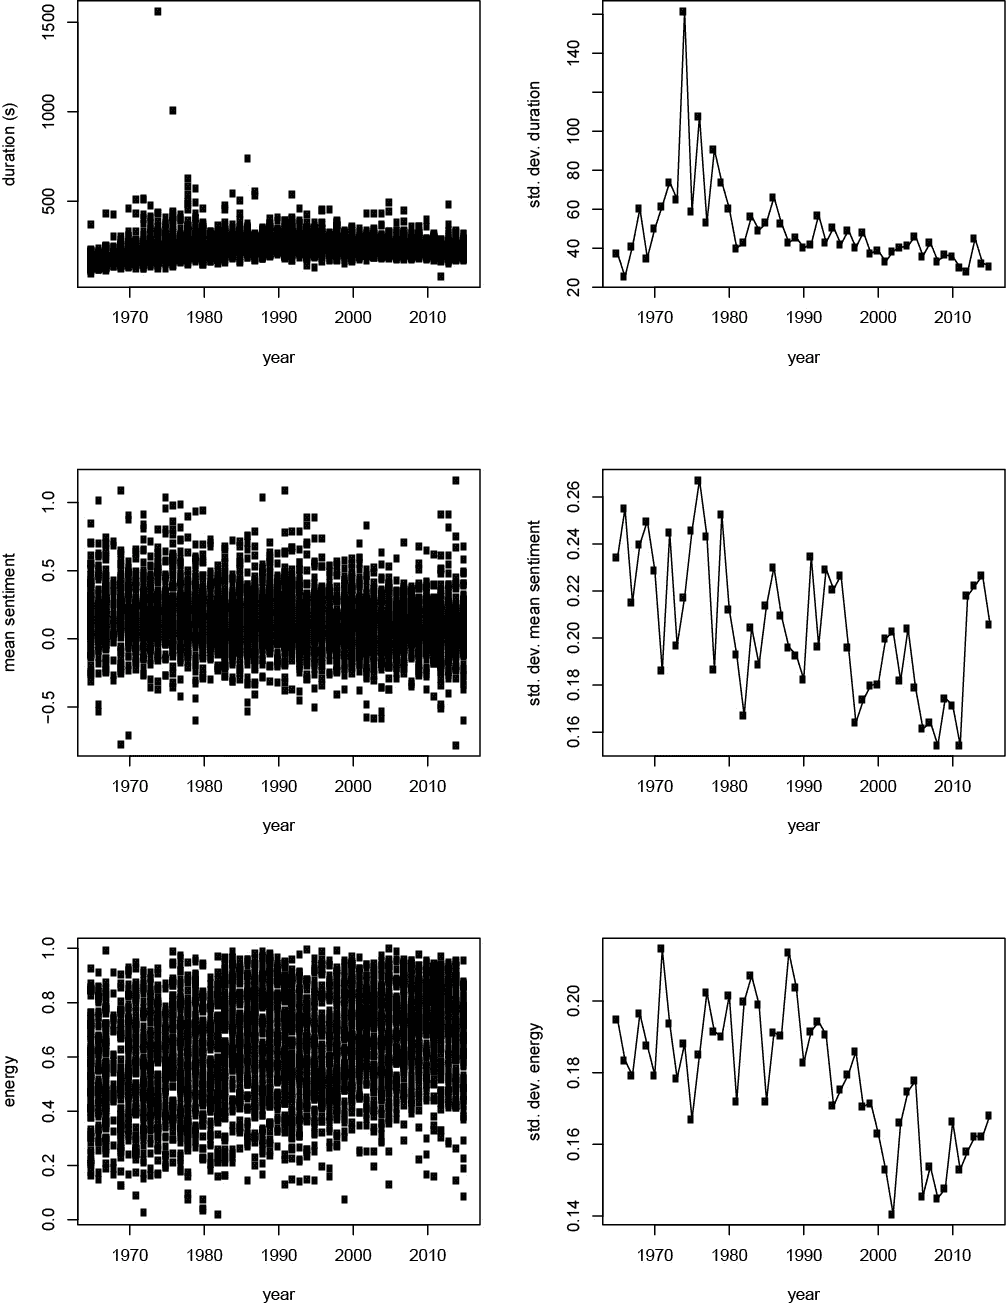 duration (s)
500 1000 1500
1970 1980 1990 2000 2010
year
std. dev. duration
20 40 60 80 100 140
1970 1980 1990 2000 2010
year
mean sentiment
−0.5 0.0 0.5 1.0
1970 1980 1990 2000 2010
year
std. dev. mean sentiment
0.16 0.18 0.20 0.22 0.24 0.26
1970 1980 1990 2000 2010
year
energy
0.0 0.2 0.4 0.6 0.8 1.0
1970 1980 1990 2000 2010
year
std. dev. energy
0.14 0.16 0.18 0.20
1970 1980 1990 2000 2010
year